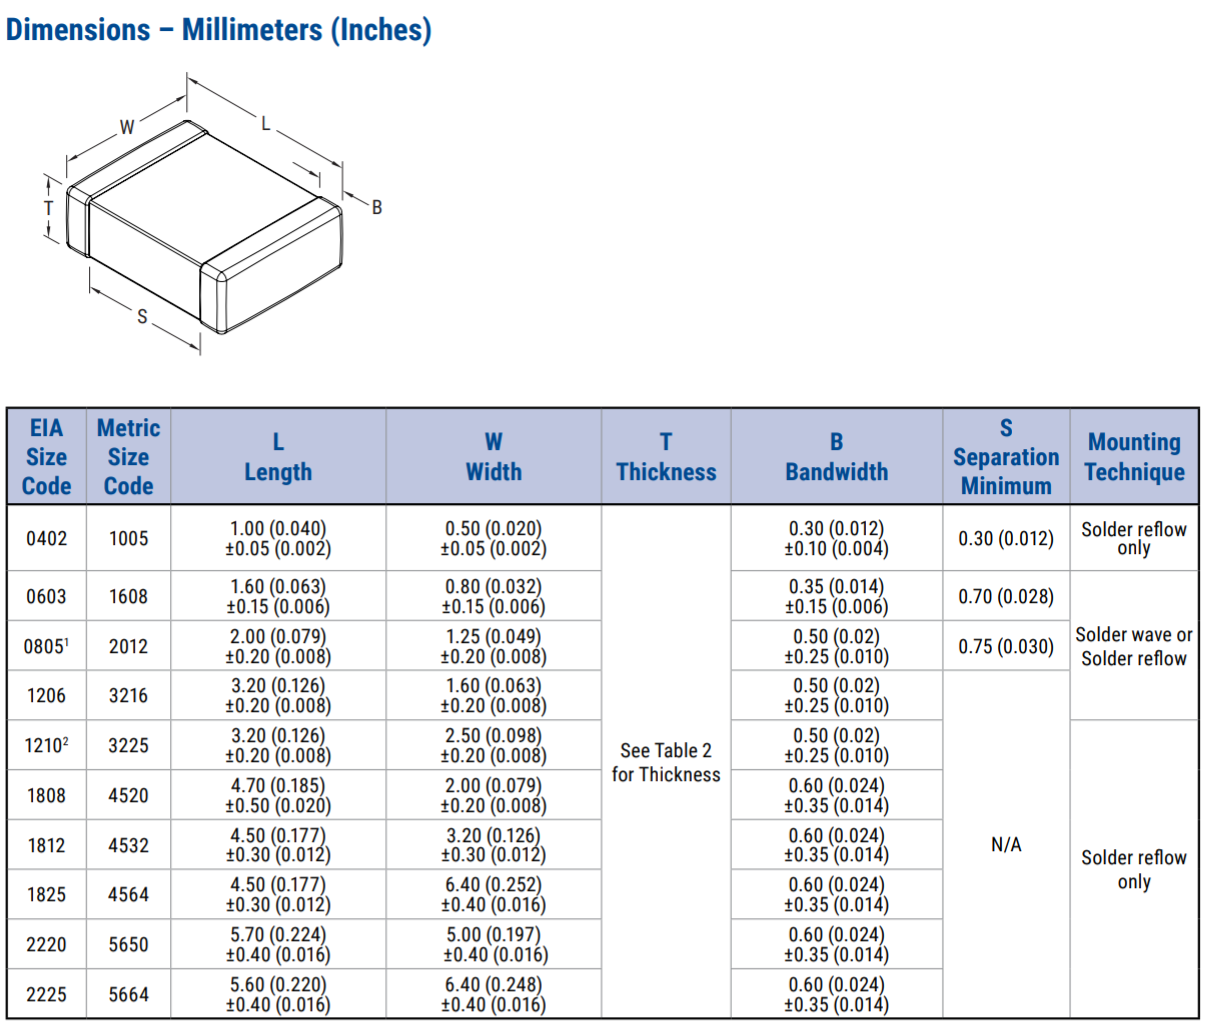 Dimensions – Millimeters (Inches)
W
L
T
B
S
EIA Size Code
Metric Size Code
L Length
W Width
T Thickness
B Bandwidth
S Separation Minimum
Mounting Technique
0402 1005 1.00 (0.040) ±0.05 (0.002) 0.50 (0.020) ±0.05 (0.002) 0.30 (0.012) ±0.10 (0.004) 0.30 (0.012) Solder reflow only
0603 1608 1.60 (0.063) ±0.15 (0.006) 0.80 (0.032) ±0.15 (0.006) 0.35 (0.014) ±0.15 (0.006) 0.70 (0.028)
0805¹ 2012 2.00 (0.079) ±0.20 (0.008) 1.25 (0.049) ±0.20 (0.008) 0.50 (0.02) ±0.25 (0.010) 0.75 (0.030) Solder wave or Solder reflow
1206 3216 3.20 (0.126) ±0.20 (0.008) 1.60 (0.063) ±0.20 (0.008) 0.50 (0.02) ±0.25 (0.010)
1210² 3225 3.20 (0.126) ±0.20 (0.008) 2.50 (0.098) ±0.20 (0.008) See Table 2 for Thickness 0.50 (0.02) ±0.25 (0.010)
1808 4520 4.70 (0.185) ±0.50 (0.020) 2.00 (0.079) ±0.20 (0.008) 0.60 (0.024) ±0.35 (0.014)
1812 4532 4.50 (0.177) ±0.30 (0.012) 3.20 (0.126) ±0.30 (0.012) 0.60 (0.024) ±0.35 (0.014) N/A Solder reflow only
1825 4564 4.50 (0.177) ±0.30 (0.012) 6.40 (0.252) ±0.40 (0.016) 0.60 (0.024) ±0.35 (0.014)
2220 5650 5.70 (0.224) ±0.40 (0.016) 5.00 (0.197) ±0.40 (0.016) 0.60 (0.024) ±0.35 (0.014)
2225 5664 5.60 (0.220) ±0.40 (0.016) 6.40 (0.248) ±0.40 (0.016) 0.60 (0.024) ±0.35 (0.014)